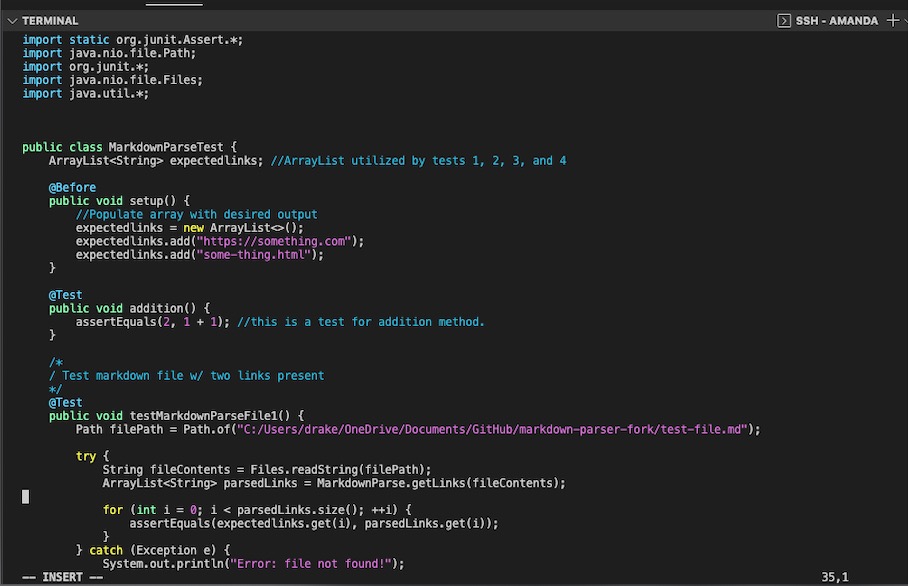 TERMINAL
SSH - AMANDA
import static org.junit.Assert.*;
import java.nio.file.Path;
import org.junit.*;
import java.nio.file.Files;
import java.util.*;
public class MarkdownParseTest {
    ArrayList<String> expectedlinks; //ArrayList utilized by tests 1, 2, 3, and 4
    @Before
    public void setup() {
        //Populate array with desired output
        expectedlinks = new ArrayList<>();
        expectedlinks.add("https://something.com");
        expectedlinks.add("some-thing.html");
    }
    @Test
    public void addition() {
        assertEquals(2, 1 + 1); //this is a test for addition method.
    }
    /*
    / Test markdown file w/ two links present
    */
    @Test
    public void testMarkdownParseFile1() {
        Path filePath = Path.of("C:/Users/drake/OneDrive/Documents/GitHub/markdown-parser-fork/test-file.md");
        try {
            String fileContents = Files.readString(filePath);
            ArrayList<String> parsedLinks = MarkdownParse.getLinks(fileContents);
            for (int i = 0; i < parsedLinks.size(); ++i) {
                assertEquals(expectedlinks.get(i), parsedLinks.get(i));
            }
        } catch (Exception e) {
            System.out.println("Error: file not found!");
-- INSERT --
35,1